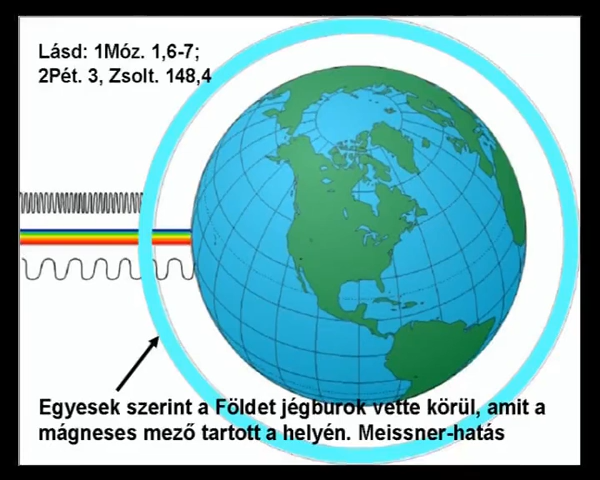 Lásd: 1Móz. 1,6-7;
2Pét. 3, Zsolt. 148,4
Egyesek szerint a Földet jégburok vette körül, amit a
mágneses mező tartott a helyén. Meissner-hatás